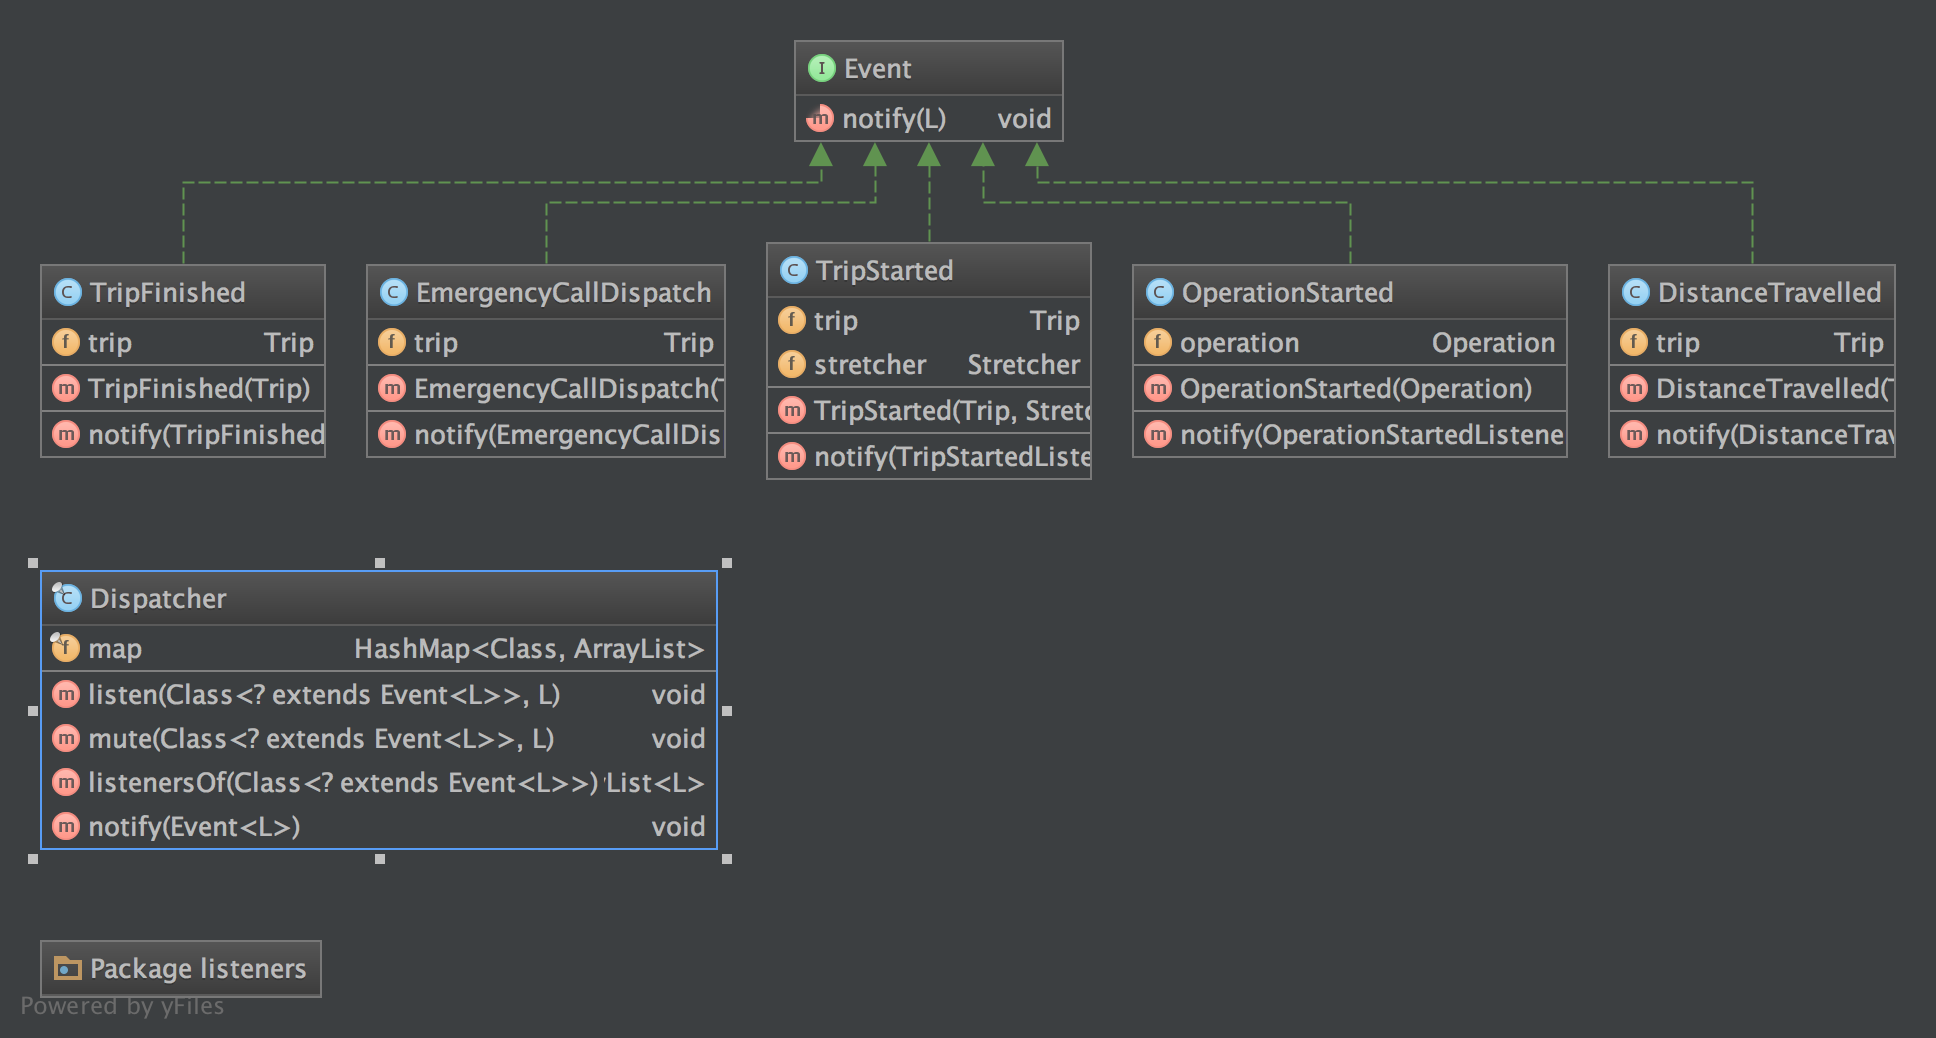 Event
notify(L) void
TripFinished
trip Trip
TripFinished(Trip)
notify(TripFinished
EmergencyCallDispatch
trip Trip
EmergencyCallDispatch(
notify(EmergencyCallDis
TripStarted
trip Trip
stretcher Stretcher
TripStarted(Trip, Stretc
notify(TripStartedListe
OperationStarted
operation Operation
OperationStarted(Operation)
notify(OperationStartedListene
DistanceTravelled
trip Trip
DistanceTravelled(
notify(DistanceTrav
Dispatcher
map HashMap<Class, ArrayList>
listen(Class<? extends Event<L>>, L) void
mute(Class<? extends Event<L>>, L) void
listenersOf(Class<? extends Event<L>>) List<L>
notify(Event<L>) void
Package listeners
Powered by yFiles